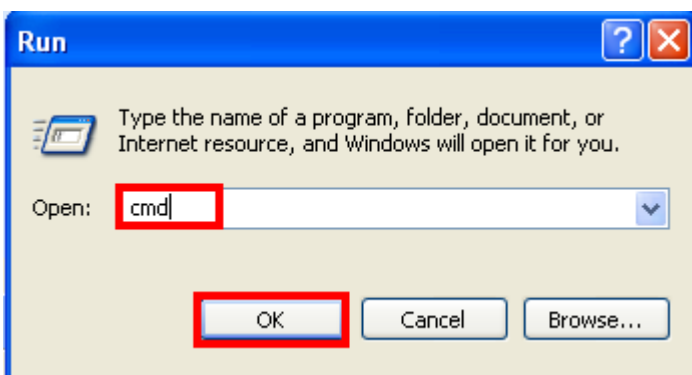 Run
Type the name of a program, folder, document, or
Internet resource, and Windows will open it for you.
Open: cmd
OK Cancel Browse...